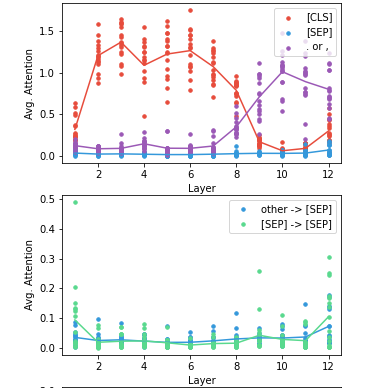 [CLS]
[SEP]
. or ,
Avg. Attention
0.0
0.5
1.0
1.5
2 4 6 8 10 12
Layer
other -> [SEP]
[SEP] -> [SEP]
Avg. Attention
0.5
0.4
0.3
0.2
0.1
0.0
2 4 6 8 10 12
Layer